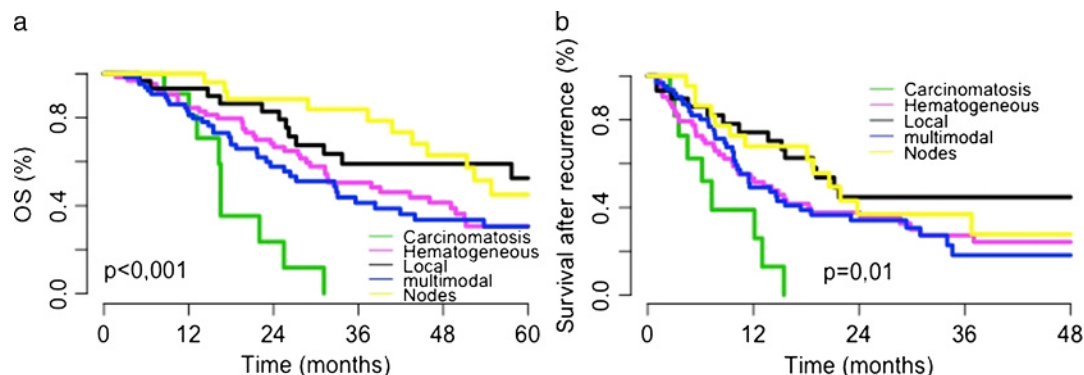 a
OS (%)
0.8
0.4
0.0
p<0,001
Carcinomatosis
Hematogeneous
Local
multimodal
Nodes
0 12 24 36 48 60
Time (months)
b
Survival after recurrence (%)
0.8
0.4
0.0
Carcinomatosis
Hematogeneous
Local
multimodal
Nodes
p=0,01
0 12 24 36 48
Time (months)